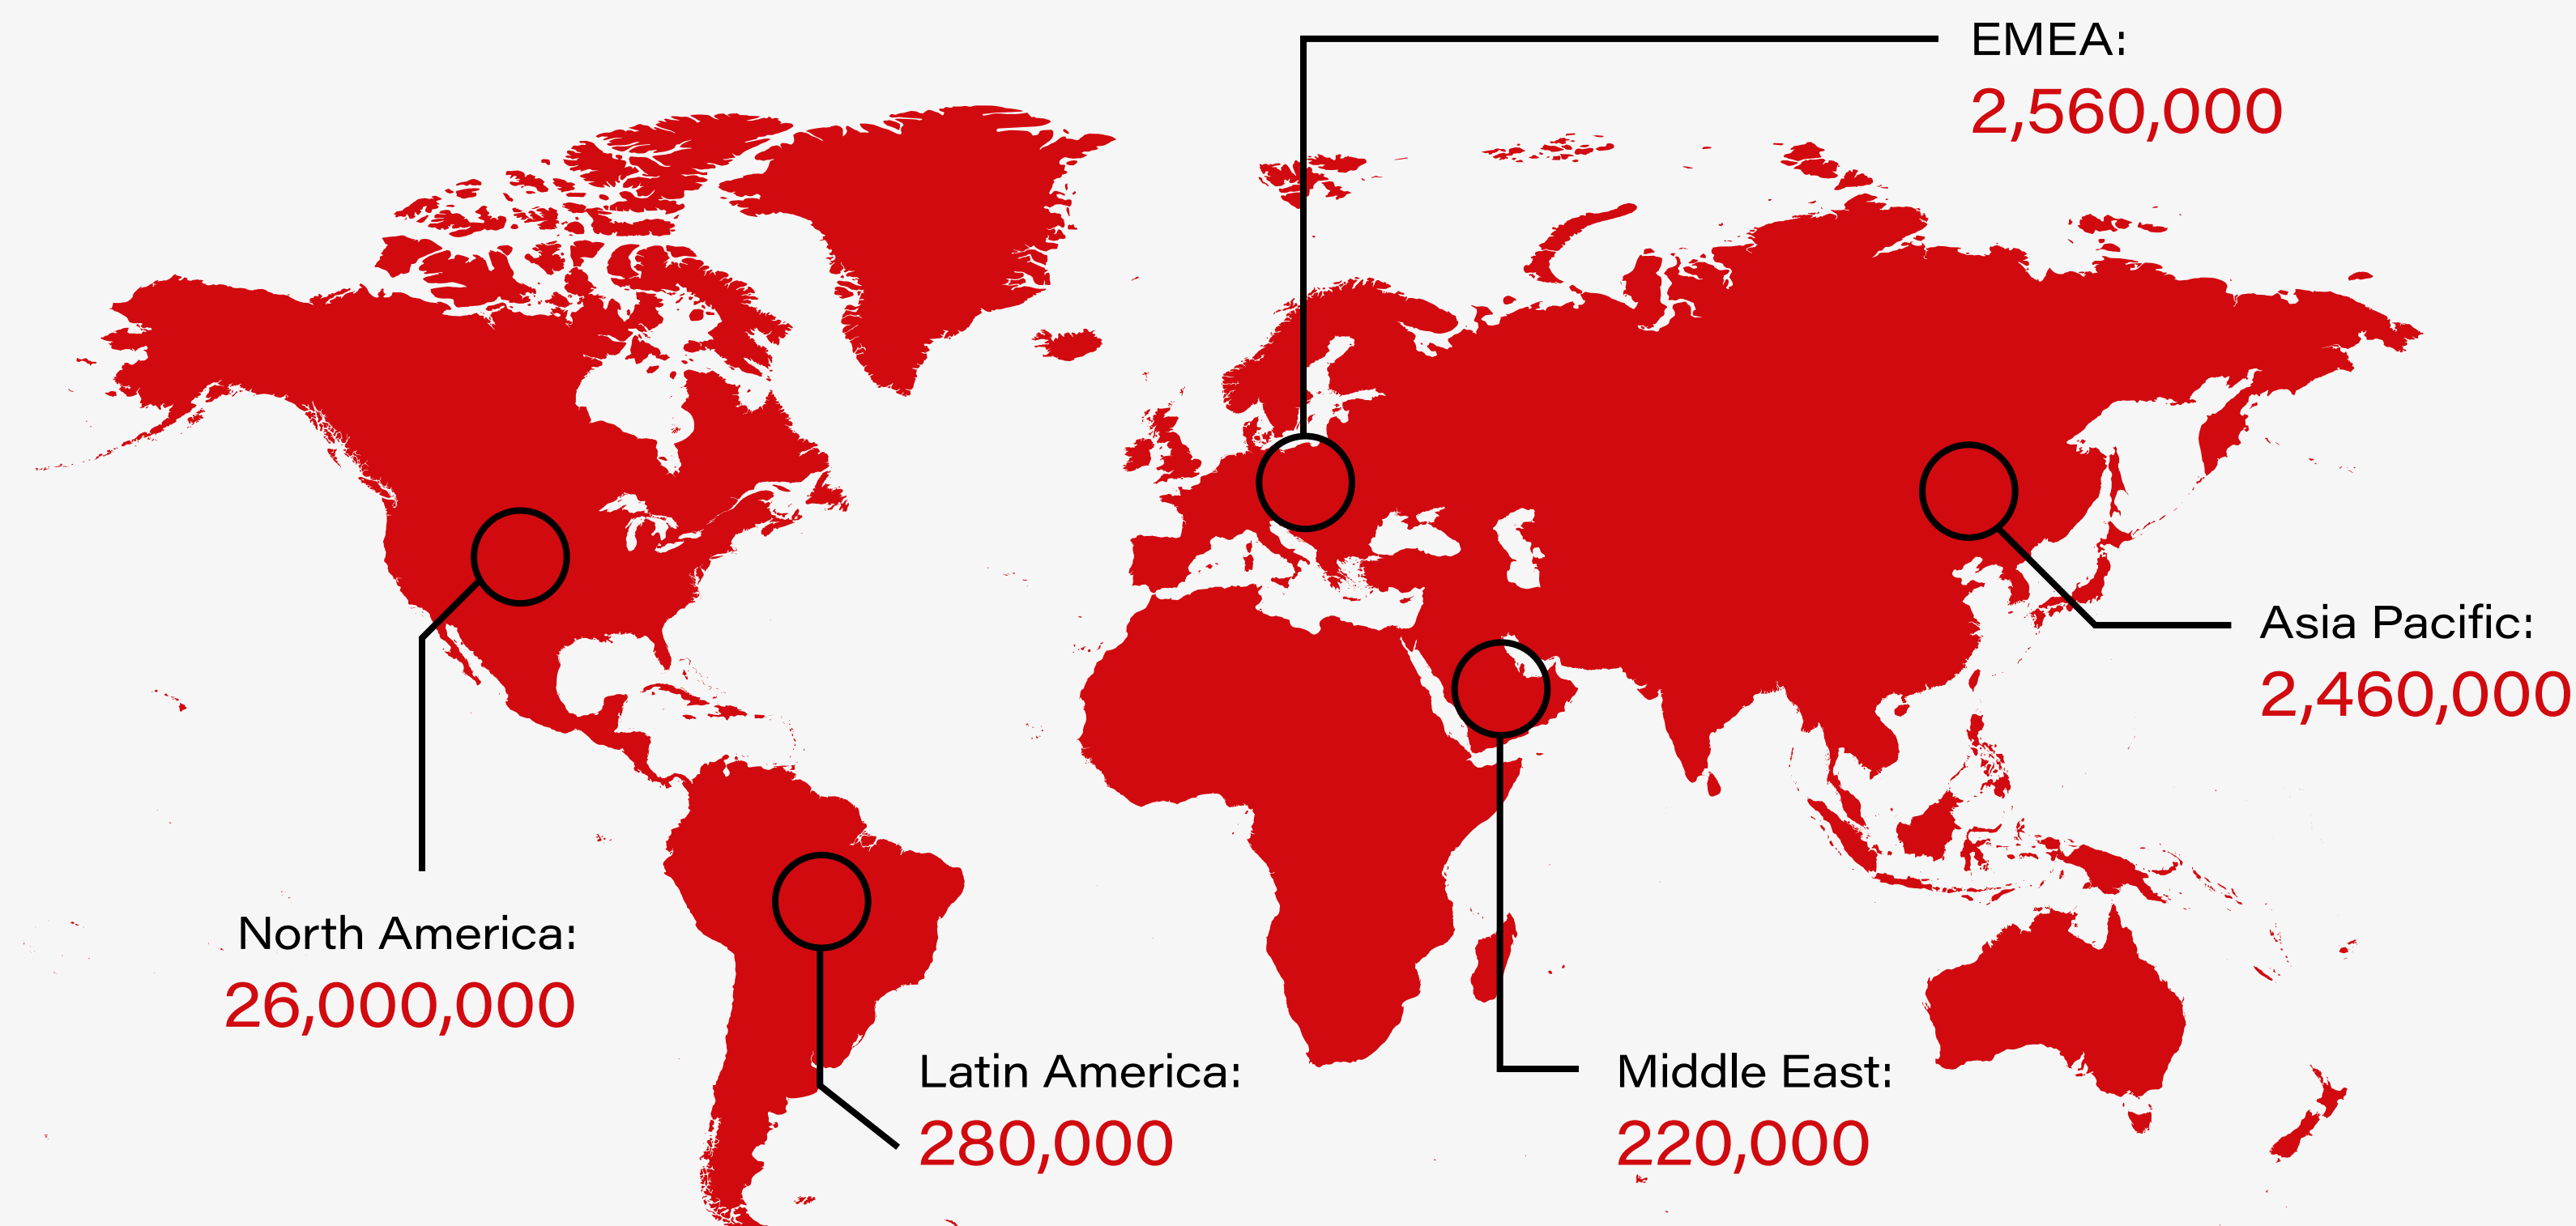 EMEA:
2,560,000
Asia Pacific:
2,460,000
North America:
26,000,000
Latin America:
280,000
Middle East:
220,000